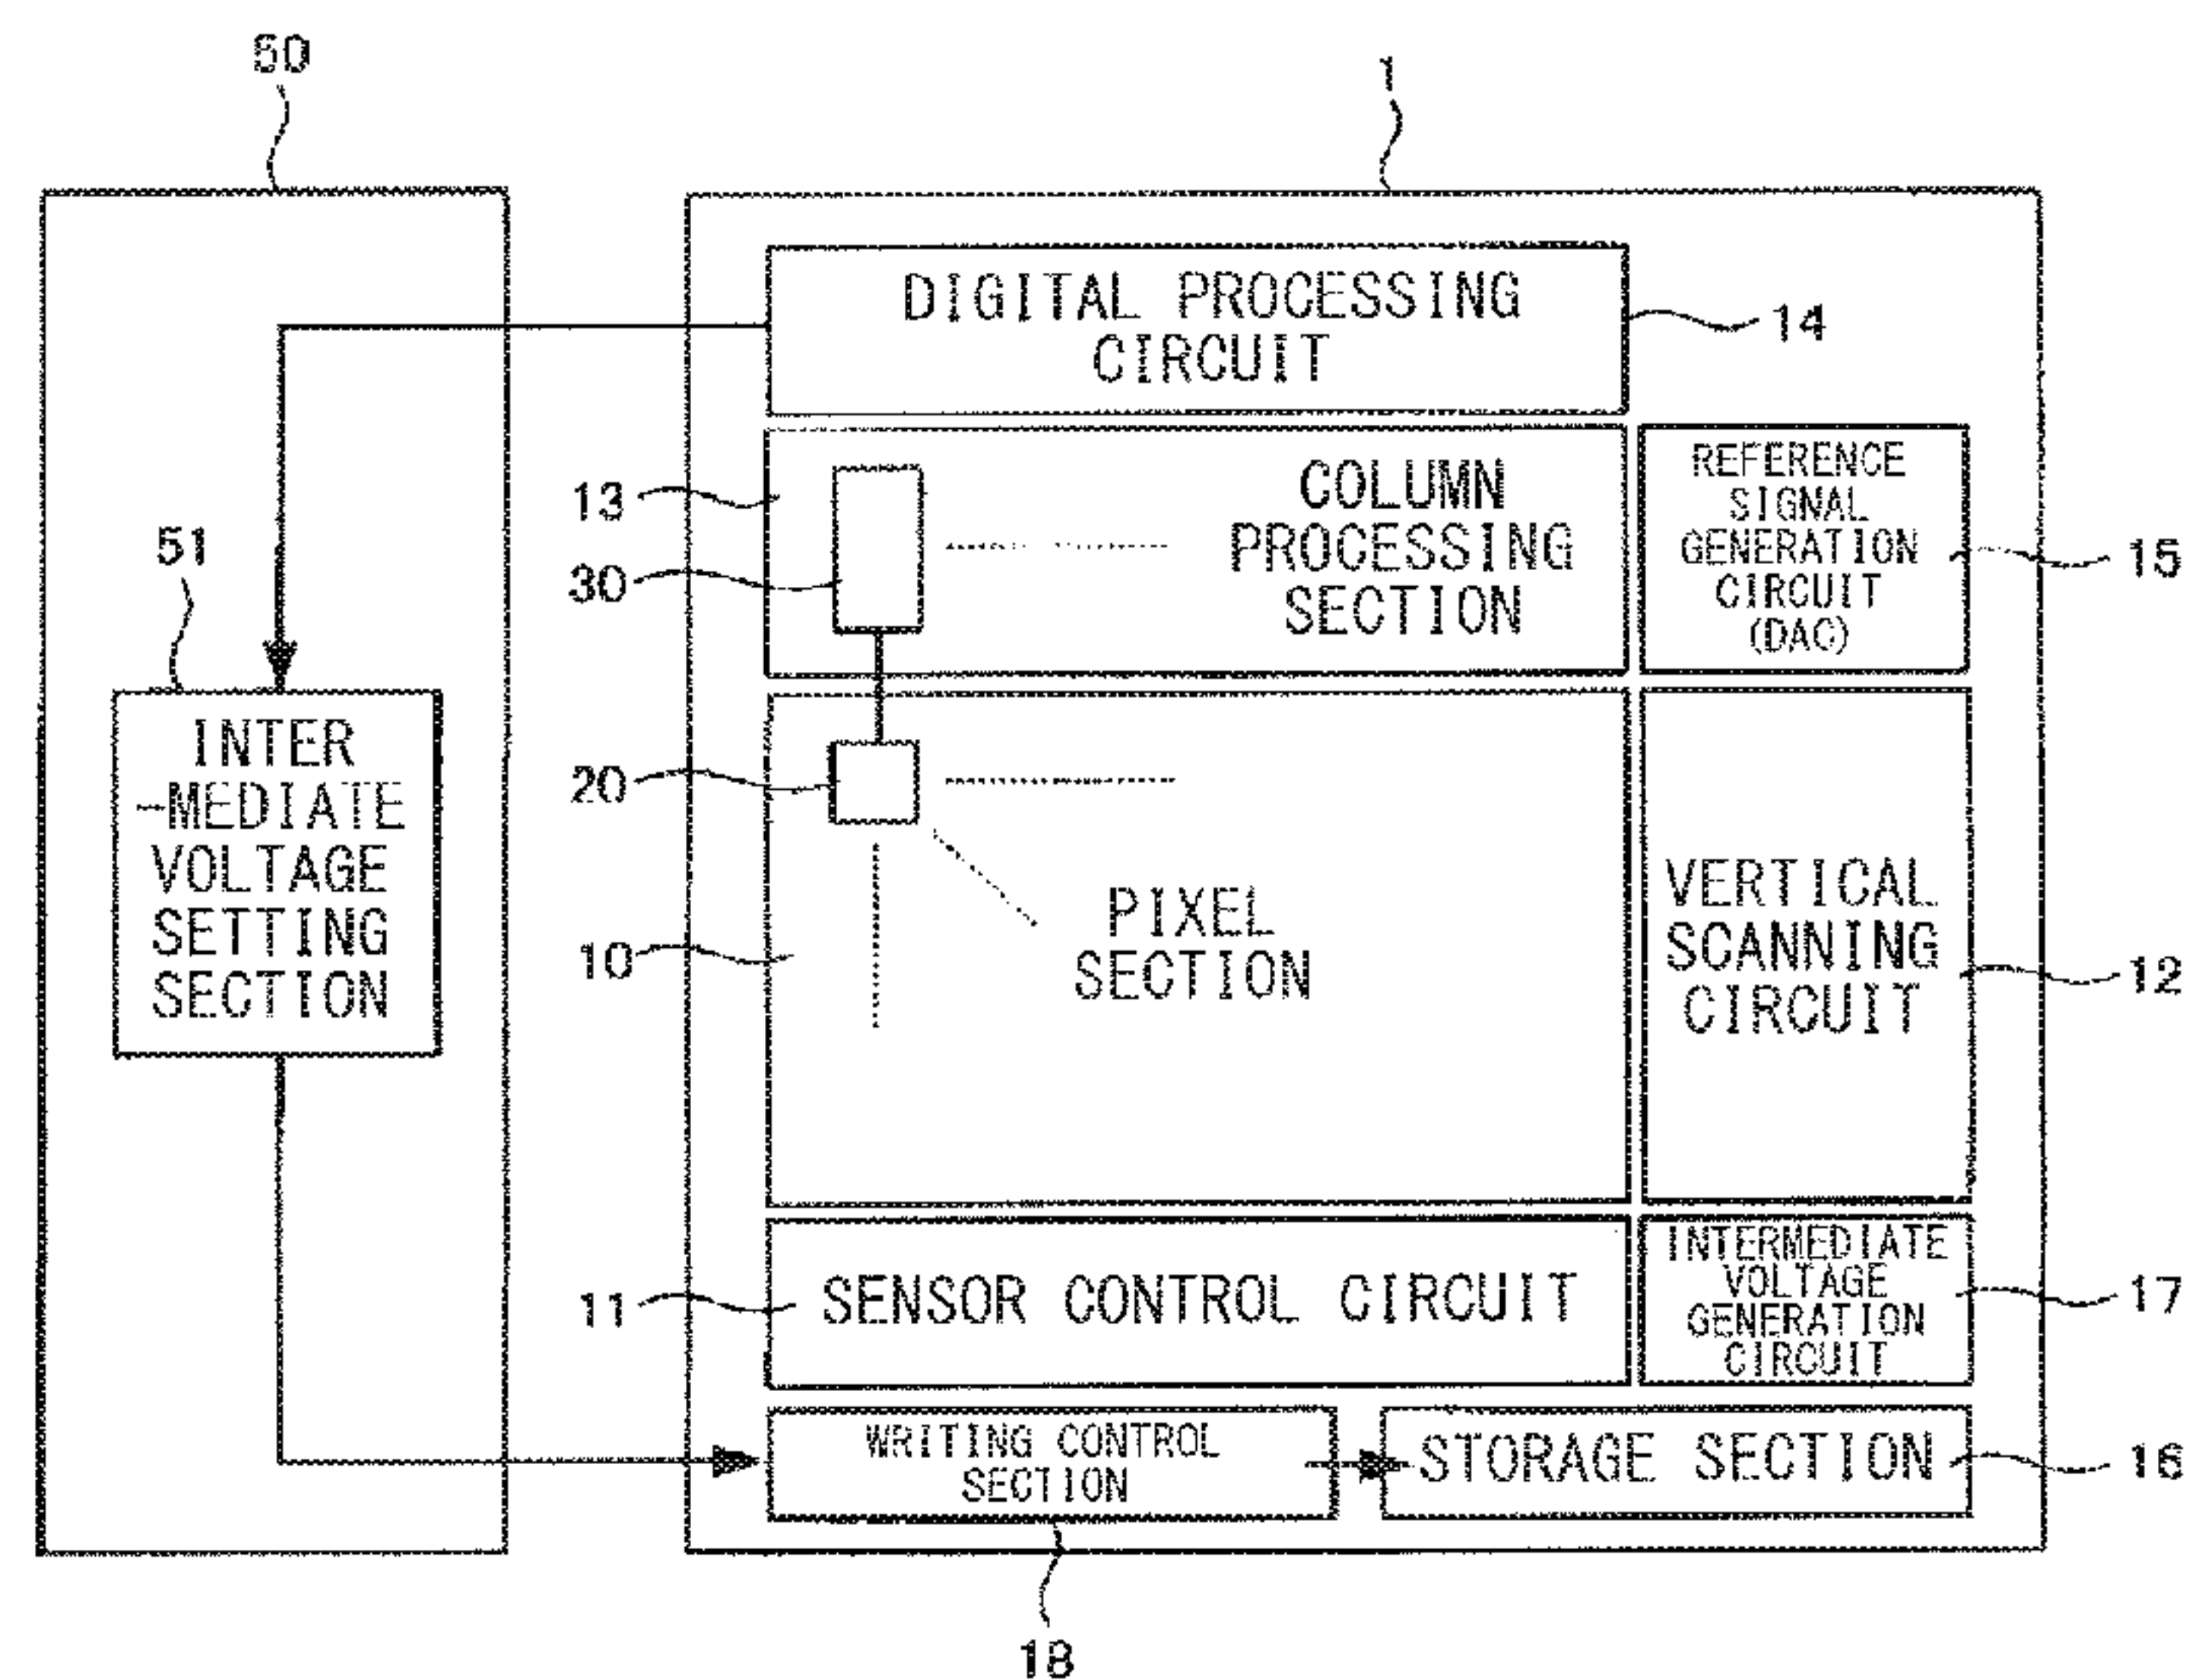 50
1
DIGITAL PROCESSING
CIRCUIT
14
13
30
COLUMN
PROCESSING
SECTION
REFERENCE
SIGNAL
GENERATION
CIRCUIT
(DAC)
15
51
INTER
-MEDIATE
VOLTAGE
SETTING
SECTION
20
10
PIXEL
SECTION
VERTICAL
SCANNING
CIRCUIT
12
11
SENSOR CONTROL CIRCUIT
INTERMEDIATE
VOLTAGE
GENERATION
CIRCUIT
17
WRITING CONTROL
SECTION
STORAGE SECTION
16
18